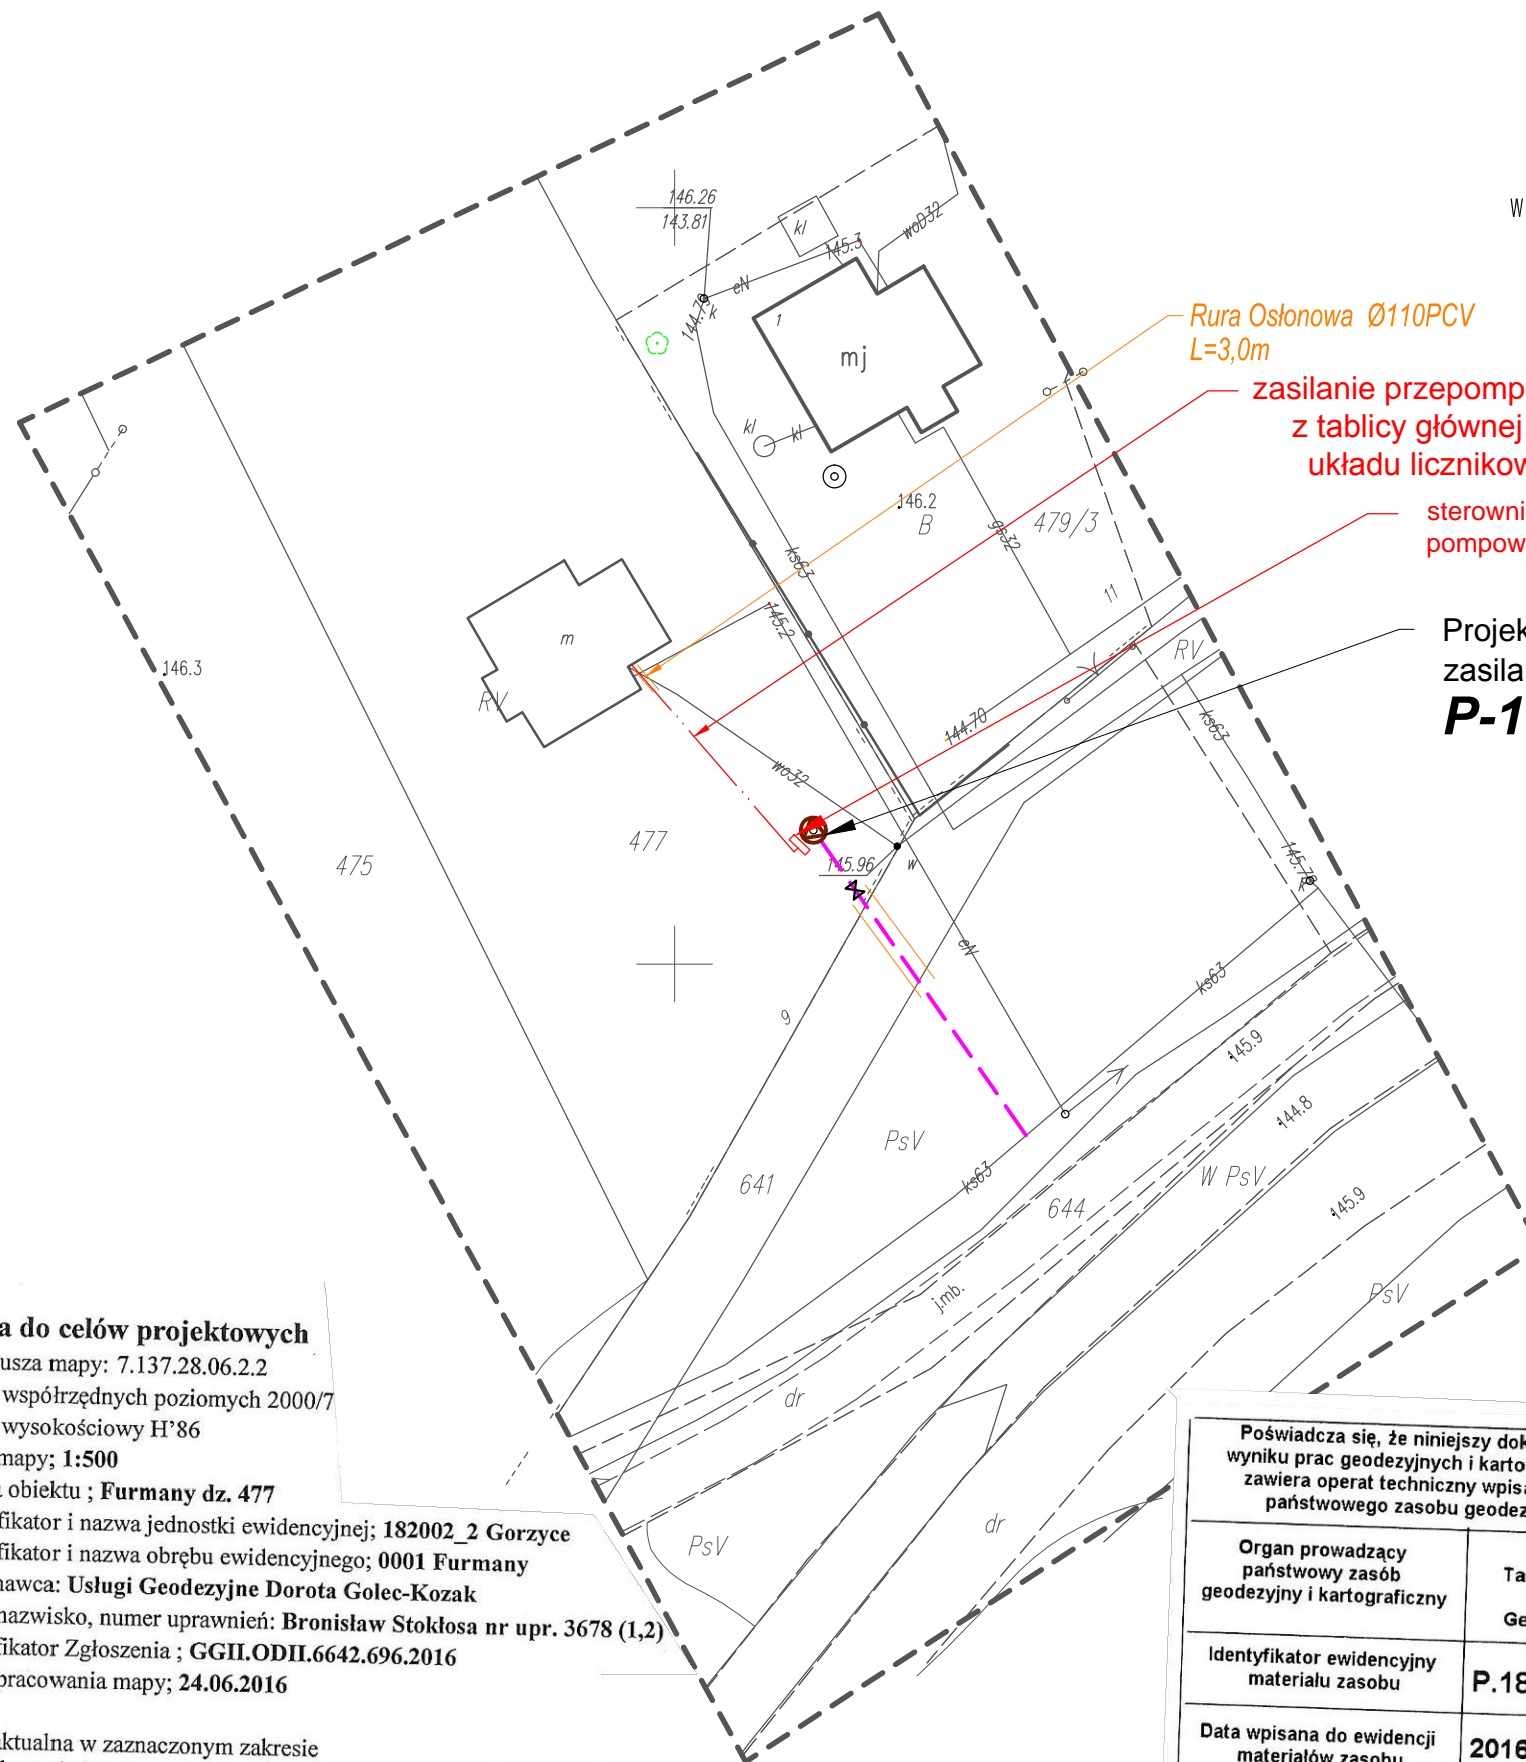 W
146.26
143.81
kl
145.3
woD32
eN
144.79
k
1
mj
Rura Osłonowa Ø110PCV
L=3,0m
zasilanie przepomp
z tablicy głównej
układu licznikow
kl
kl
146.2
B
gs32
479/3
sterowni
pompow
ks63
11
145.2
m
Projek
zasila
P-1
RV
146.3
RV
144.70
ks63
wo32
477
475
145.96
w
145.78
k
eN
ks63
9
145.9
144.8
PsV
ks63
641
W PsV
644
145.9
j.mb.
PsV
dr
dr
PsV
a do celów projektowych
usza mapy: 7.137.28.06.2.2
współrzędnych poziomych 2000/7
wysokościowy H'86
mapy; 1:500
obiektu ; Furmany dz. 477
fikator i nazwa jednostki ewidencyjnej; 182002_2 Gorzyce
fikator i nazwa obrębu ewidencyjnego; 0001 Furmany
nawca: Usługi Geodezyjne Dorota Golec-Kozak
nazwisko, numer uprawnień: Bronisław Stokłosa nr upr. 3678 (1,2)
fikator Zgłoszenia ; GGII.ODII.6642.696.2016
pracowania mapy; 24.06.2016
ktualna w zaznaczonym zakresie
Poświadcza się, że niniejszy dok
wyniku prac geodezyjnych i karto
zawiera operat techniczny wpisa
państwowego zasobu geodez
Organ prowadzący
państwowy zasób
geodezyjny i kartograficzny
Ta
Ge
Identyfikator ewidencyjny
materiału zasobu
P.18
Data wpisana do ewidencji
materiałów zasobu
2016